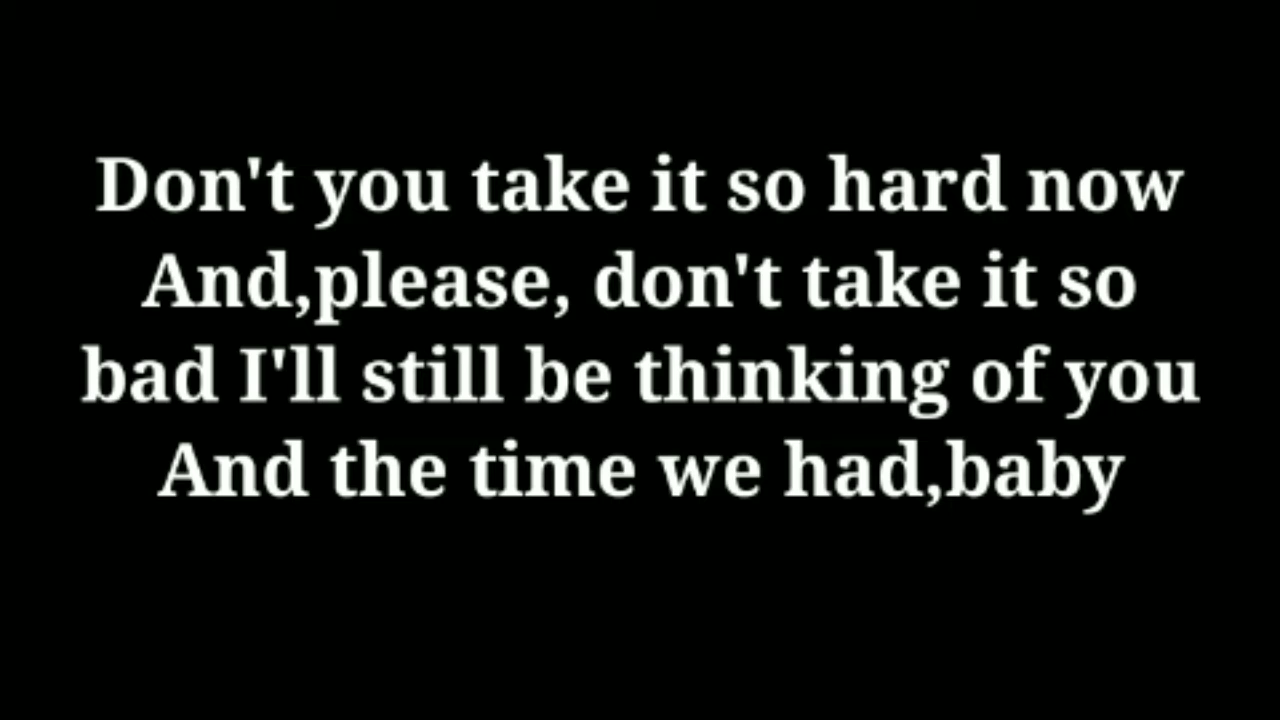 Don't you take it so hard now
And,please, don't take it so
bad I'll still be thinking of you
And the time we had,baby